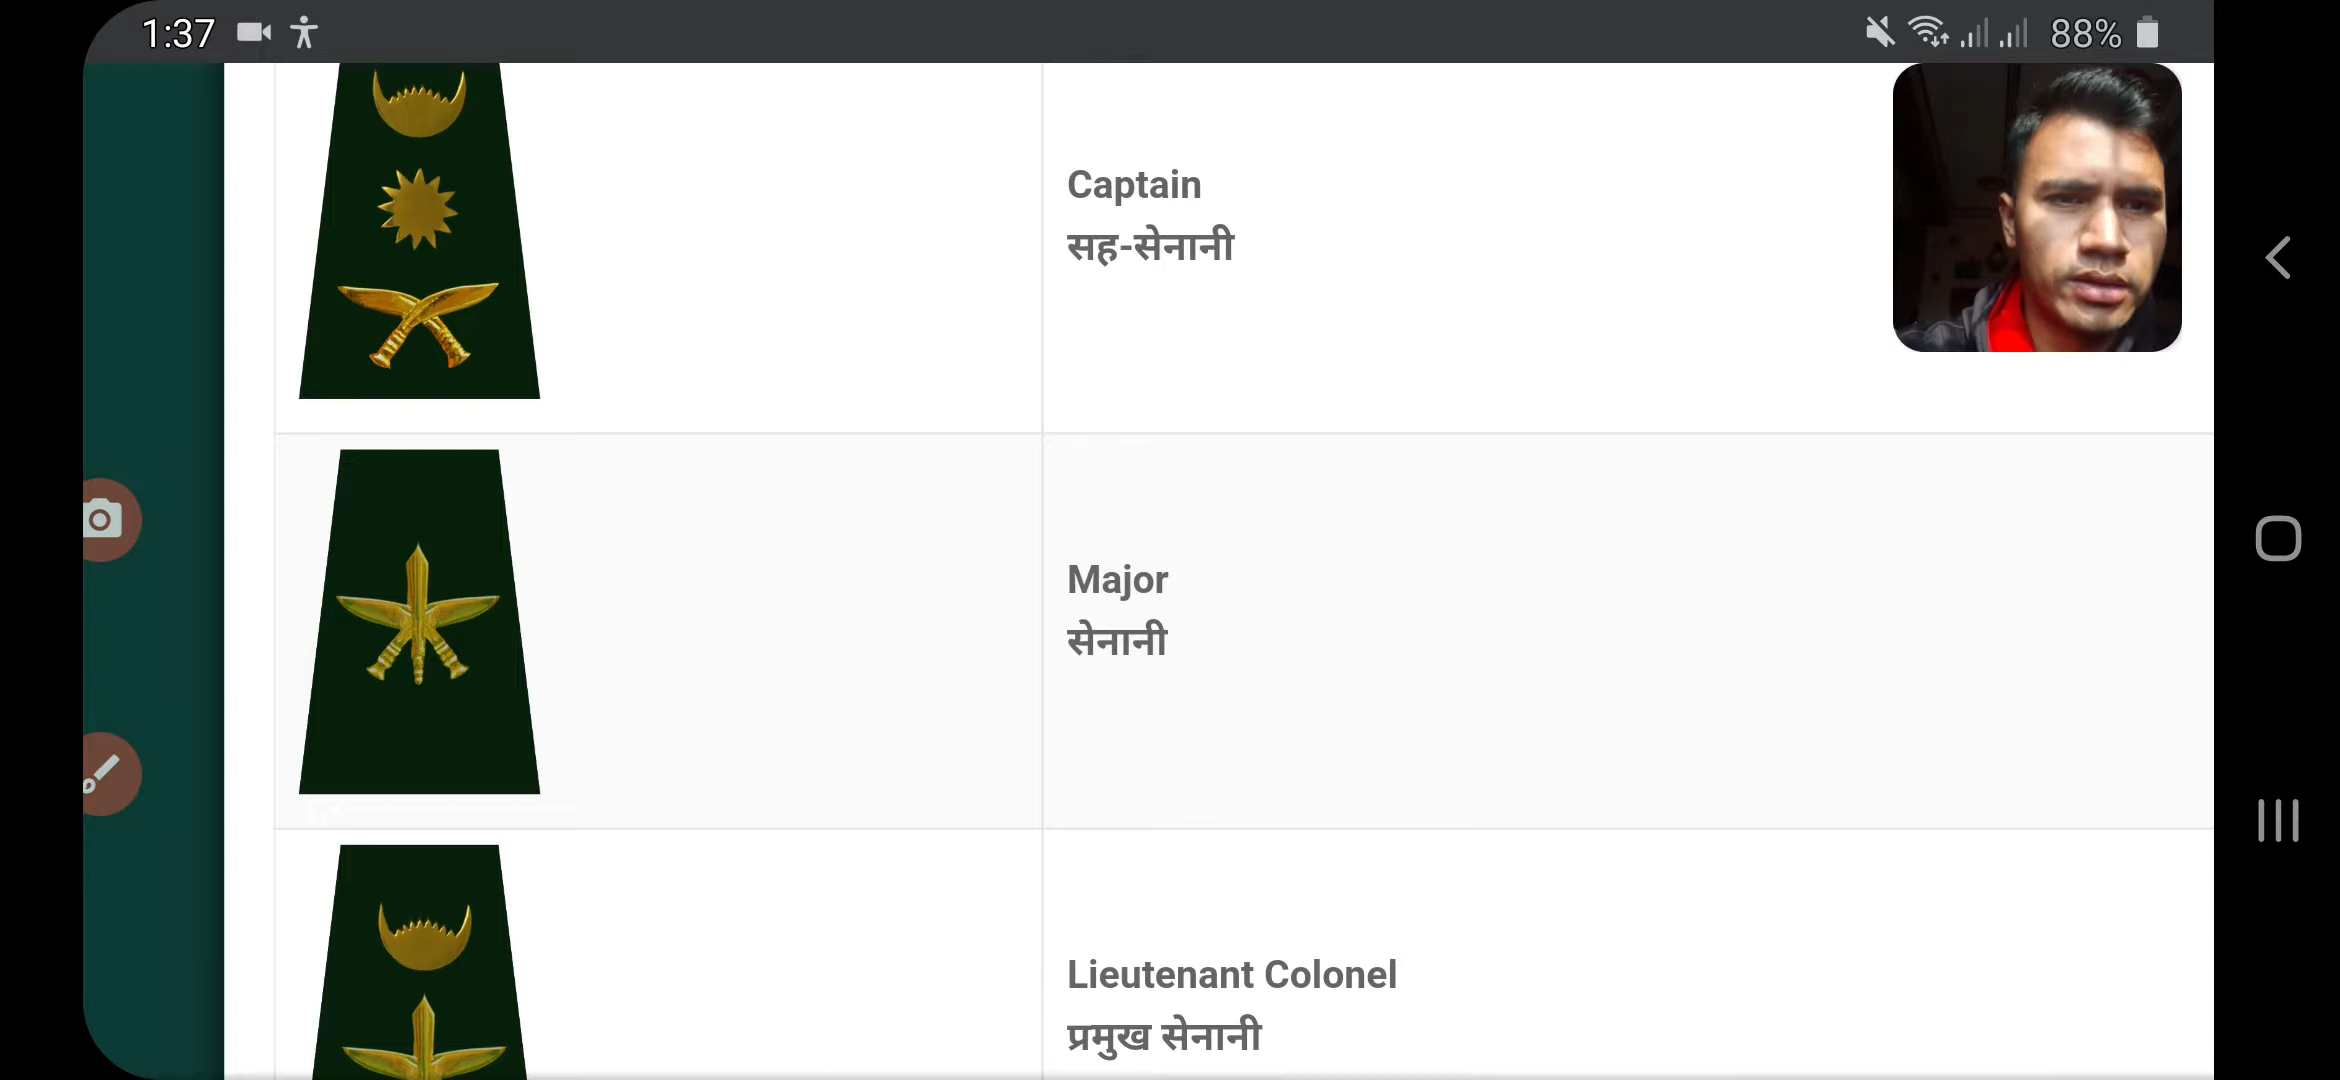 1:37
88%
Captain
सह-सेनानी
Major
सेनानी
Lieutenant Colonel
प्रमुख सेनानी